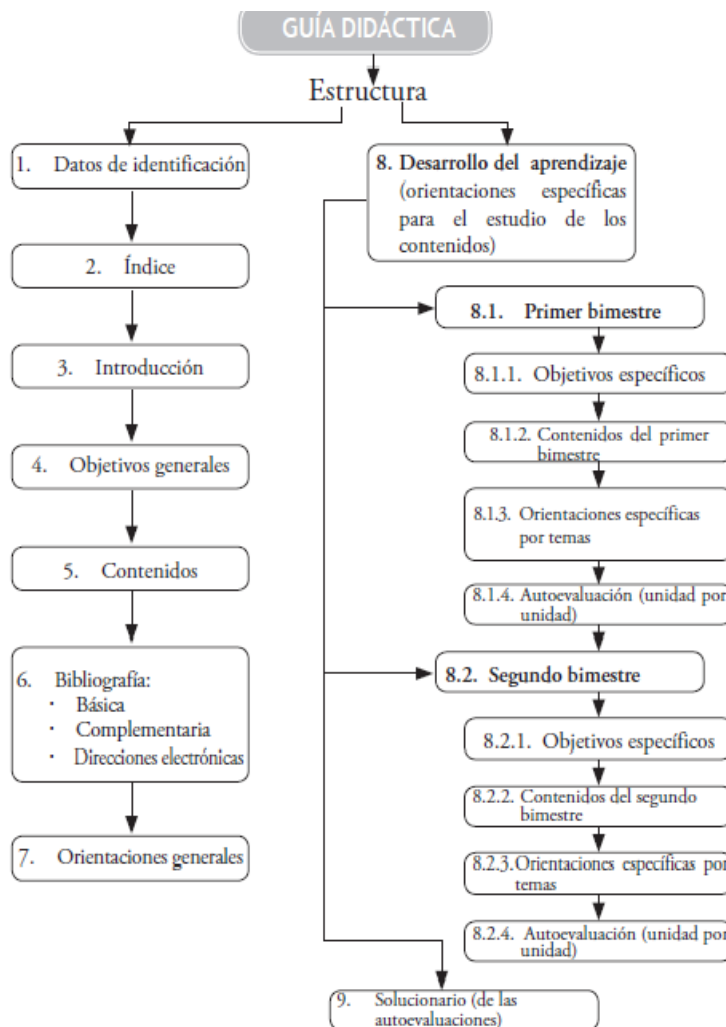 GUÍA DIDÁCTICA
Estructura
1. Datos de identificación
2. Índice
3. Introducción
4. Objetivos generales
5. Contenidos
6. Bibliografía:
· Básica
· Complementaria
· Direcciones electrónicas
7. Orientaciones generales
8. Desarrollo del aprendizaje
(orientaciones específicas
para el estudio de los
contenidos)
8.1. Primer bimestre
8.1.1. Objetivos específicos
8.1.2. Contenidos del primer
bimestre
8.1.3. Orientaciones específicas
por temas
8.1.4. Autoevaluación (unidad por
unidad)
8.2. Segundo bimestre
8.2.1. Objetivos específicos
8.2.2. Contenidos del segundo
bimestre
8.2.3.Orientaciones específicas por
temas
8.2.4. Autoevaluación (unidad por
unidad)
9. Solucionario (de las
autoevaluaciones)